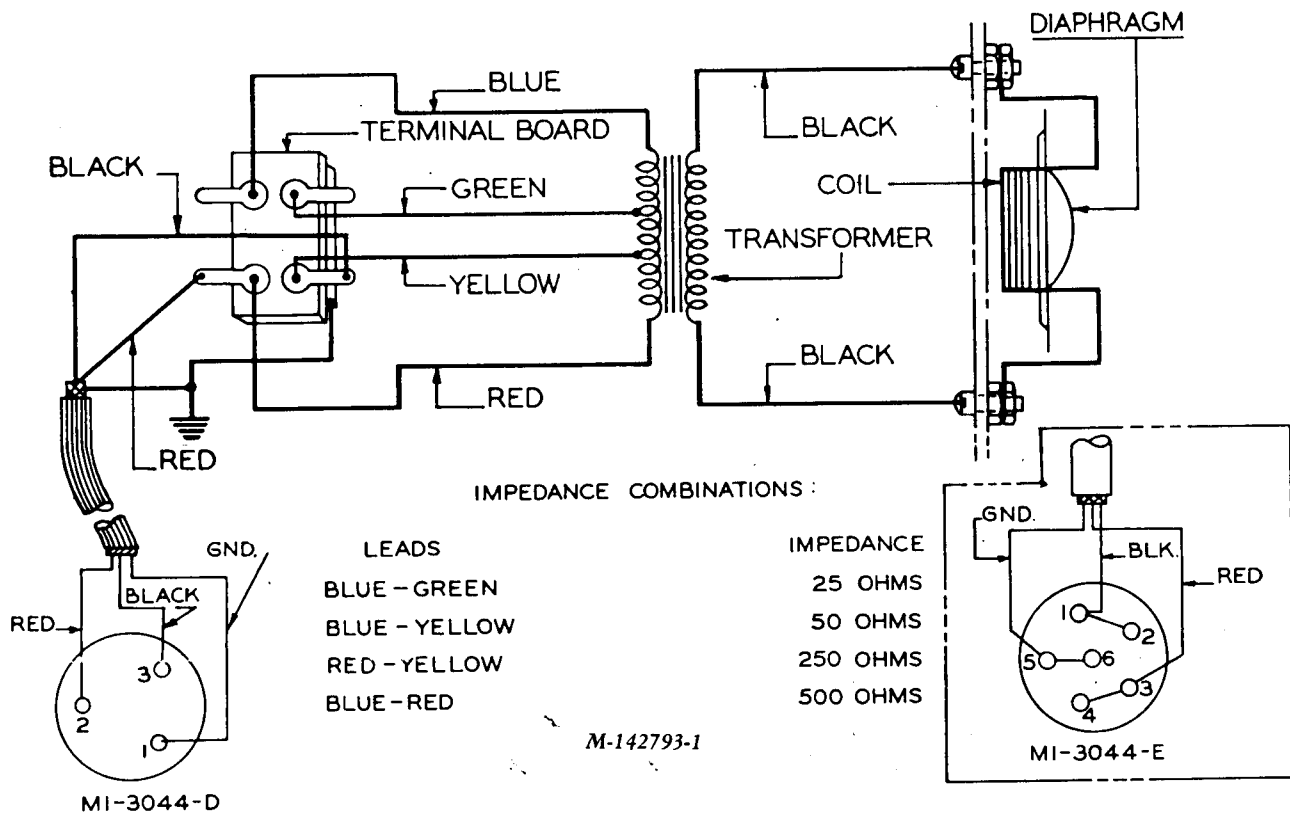 DIAPHRAGM
BLUE
TERMINAL BOARD
BLACK
BLACK
GREEN
COIL
TRANSFORMER
YELLOW
BLACK
RED
RED
IMPEDANCE COMBINATIONS :
LEADS IMPEDANCE
BLUE-GREEN 25 OHMS
BLUE-YELLOW 50 OHMS
RED-YELLOW 250 OHMS
BLUE-RED 500 OHMS
M-142793-1
GND.
BLACK
RED
3
2
1
MI-3044-D
GND.
BLK.
RED
1
2
5
6
3
4
MI-3044-E